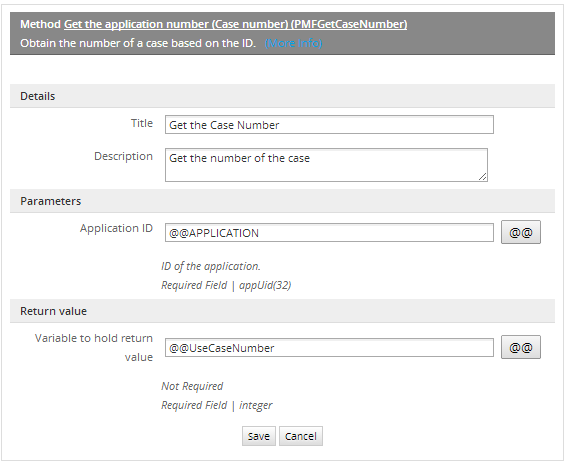 Method Get the application number (Case number) (PMFGetCaseNumber)
Obtain the number of a case based on the ID. (More Info)
Details
Title Get the Case Number
Description Get the number of the case
Parameters
Application ID @@APPLICATION @@
ID of the application.
Required Field | appUid(32)
Return value
Variable to hold return
value @@UseCaseNumber @@
Not Required
Required Field | integer
Save Cancel